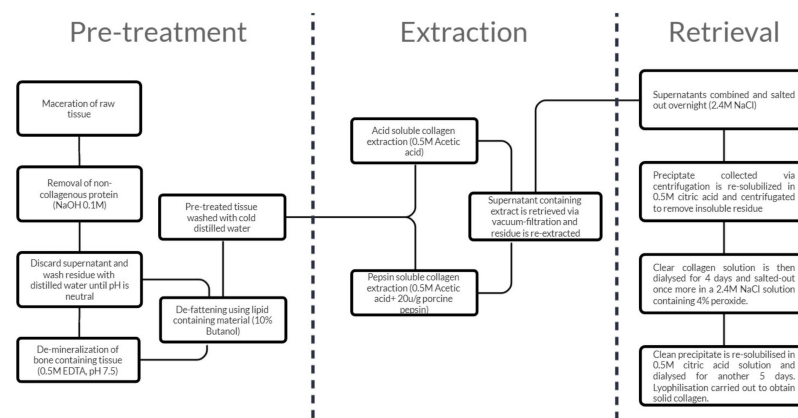 Pre-treatment
Maceration of raw
tissue
Removal of non-
collagenous protein
(NaOH 0.1M)
Discard supernatant and
wash residue with
distilled water until pH is
neutral
De-mineralization of
bone containing tissue
(0.5M EDTA, pH 7.5)
De-fattening using lipid
containing material (10%
Butanol)
Pre-treated tissue
washed with cold
distilled water
Extraction
Acid soluble collagen
extraction (0.5M Acetic
acid)
Pepsin soluble collagen
extraction (0.5M Acetic
acid+ 20u/g porcine
pepsin)
Supernatant containing
extract is retrieved via
vacuum-filtration and
residue is re-extracted
Retrieval
Supernatants combined and salted
out overnight (2.4M NaCl)
Preciptate collected via
centrifugation is re-solubilized in
0.5M citric acid and centrifugated
to remove insoluble residue
Clear collagen solution is then
dialysed for 4 days and salted-out
once more in a 2.4M NaCl solution
containing 4% peroxide.
Clean precipitate is re-solubilised in
0.5M citric acid solution and
dialysed for another 5 days.
Lyophilisation carried out to obtain
solid collagen.